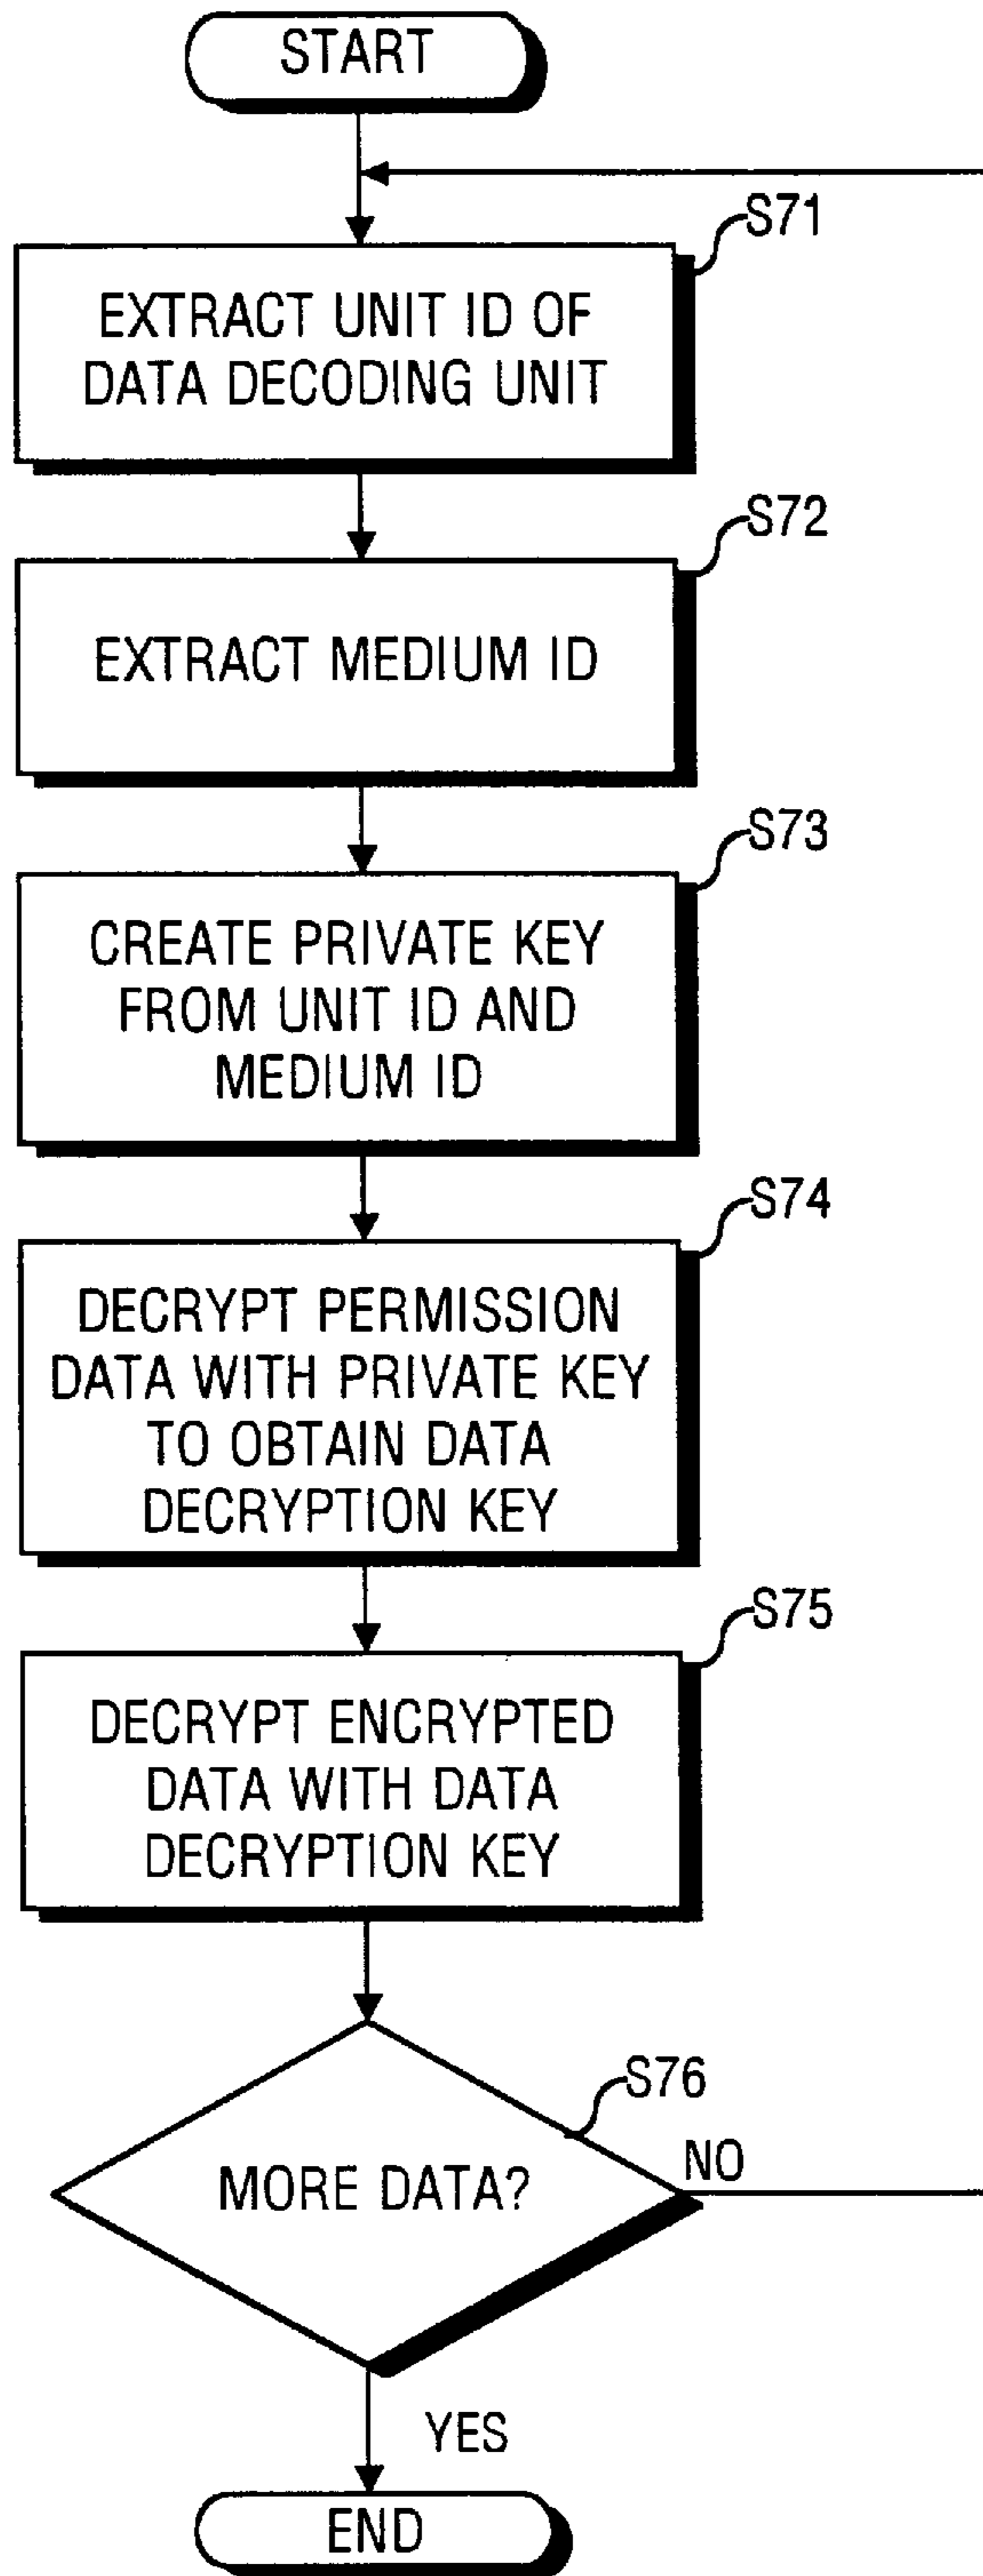 START
S71
EXTRACT UNIT ID OF
DATA DECODING UNIT
S72
EXTRACT MEDIUM ID
S73
CREATE PRIVATE KEY
FROM UNIT ID AND
MEDIUM ID
S74
DECRYPT PERMISSION
DATA WITH PRIVATE KEY
TO OBTAIN DATA
DECRYPTION KEY
S75
DECRYPT ENCRYPTED
DATA WITH DATA
DECRYPTION KEY
S76
NO
MORE DATA?
YES
END